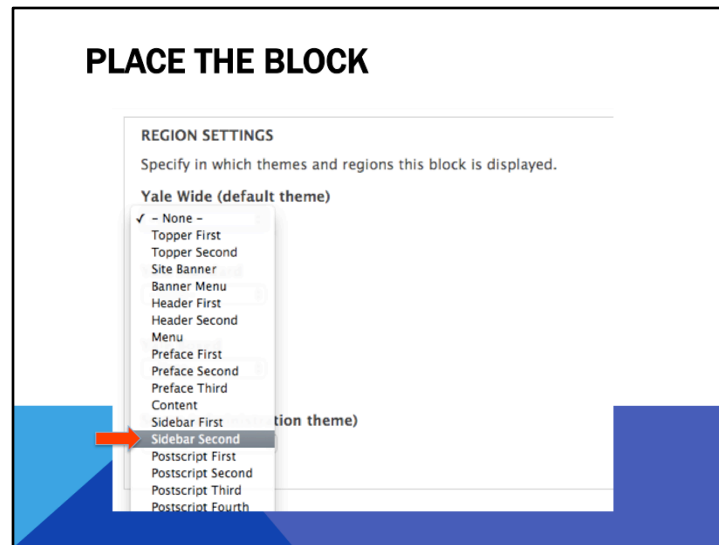 PLACE THE BLOCK
REGION SETTINGS
Specify in which themes and regions this block is displayed.
Yale Wide (default theme)
✓ – None –
Topper First
Topper Second
Site Banner
Banner Menu
Header First
Header Second
Menu
Preface First
Preface Second
Preface Third
Content
Sidebar First
tion theme)
Sidebar Second
Postscript First
Postscript Second
Postscript Third
Postscript Fourth